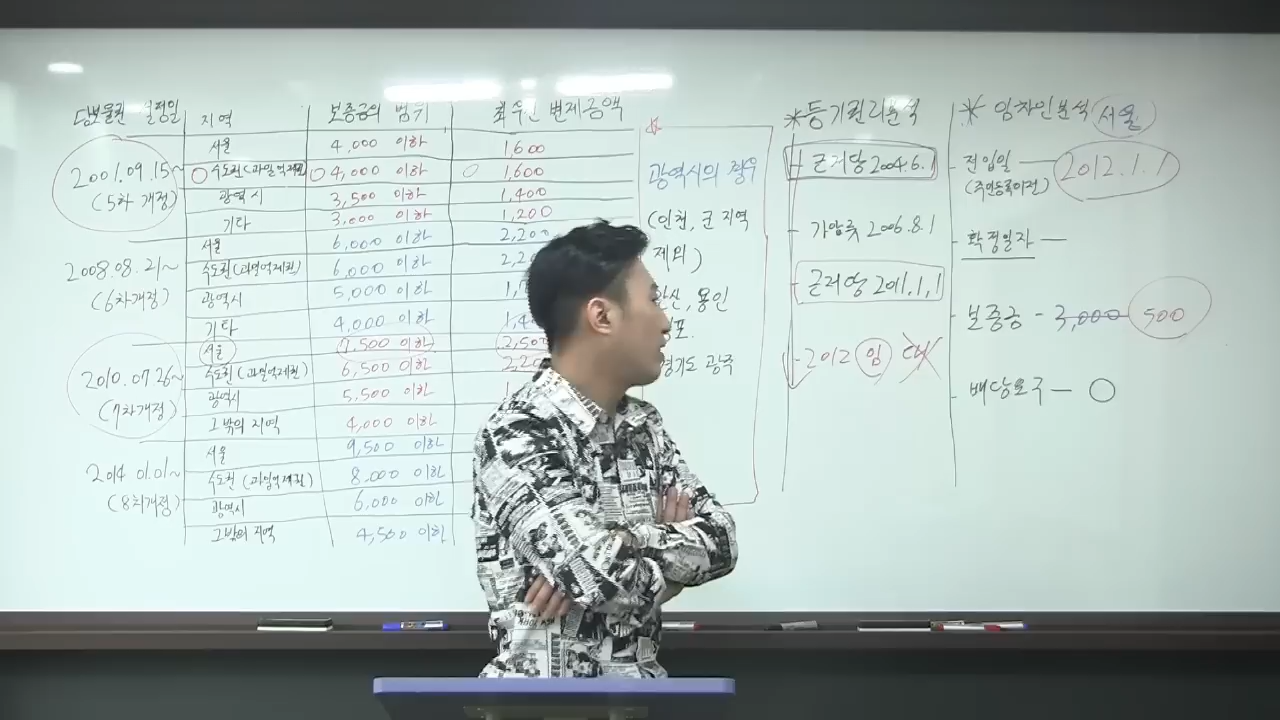 담보물권 설정일 지역 보증금의 범위 최우선 변제금액
2001.09.15~ 서울 4,000 이하 1,600
(5차 개정) 수도권(과밀억제권) 4,000 이하 1,600
광역시 3,500 이하 1,400
기타 3,000 이하 1,200
2008.08.21~ 서울 6,000 이하 2,200
(6차개정) 수도권(과밀억제권) 6,000 이하
광역시 5,000 이하
기타 4,000 이하
2010.07.26~ 서울 7,500 이하
(7차개정) 수도권(과밀억제권) 6,500 이하
광역시 5,500 이하
그밖의 지역 4,000 이하
2014 01.01~ 서울 9,500 이하
(8차개정) 수도권(과밀억제권) 8,000 이하
광역시 6,000 이하
그밖의 지역 4,500 이하
광역시의 경우
(인천, 군 지역
제외)
용인
경기도 광주
*등기권리분석
근저당 2004.6.1
가압류 2006.8.1
근저당 2011.1.1
2012 임
* 임차인분석 서울
전입일 — 2012.1.1
(주민등록이전)
확정일자 —
보증금 - 3,000 500
배당요구 — ○